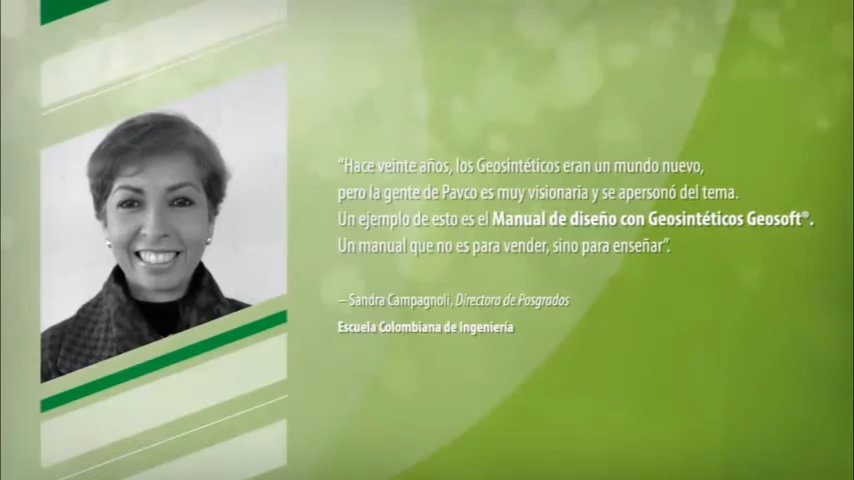 “Hace veinte años, los Geosintéticos eran un mundo nuevo,
pero la gente de Pavco es muy visionaria y se apersonó del tema.
Un ejemplo de esto es el Manual de diseño con Geosintéticos Geosoft®.
Un manual que no es para vender, sino para enseñar”.
– Sandra Campagnoli, Directora de Posgrados
Escuela Colombiana de Ingeniería